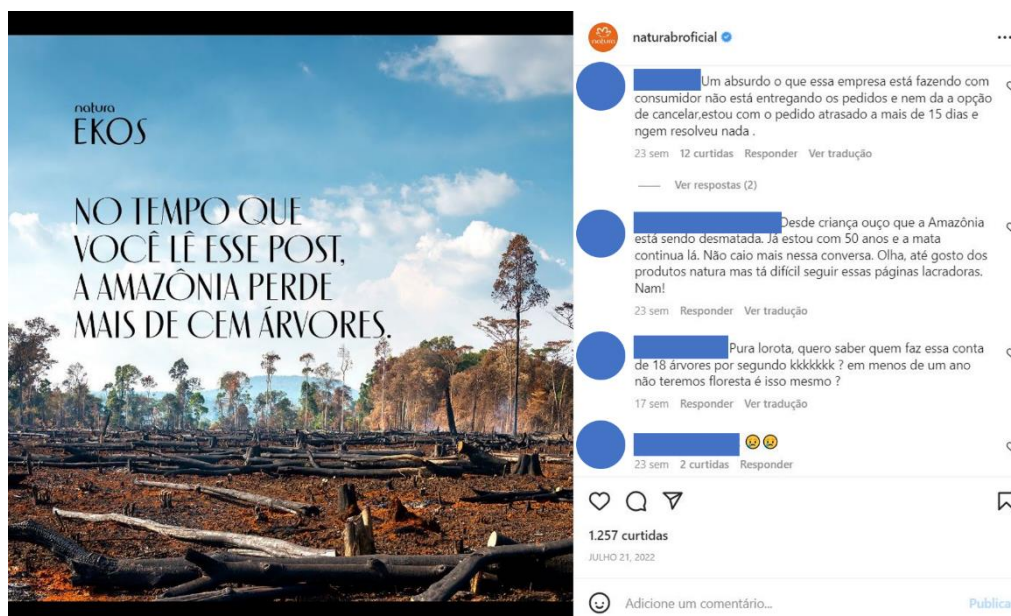 natura
EKOS
NO TEMPO QUE
VOCÊ LÊ ESSE POST,
A AMAZÔNIA PERDE
MAIS DE CEM ÁRVORES.
natura
naturabroficial
Um absurdo o que essa empresa está fazendo com
consumidor não está entregando os pedidos e nem da a opção
de cancelar,estou com o pedido atrasado a mais de 15 dias e
ngem resolveu nada .
23 sem 12 curtidas Responder Ver tradução
Ver respostas (2)
Desde criança ouço que a Amazônia
está sendo desmatada. Já estou com 50 anos e a mata
continua lá. Não caio mais nessa conversa. Olha, até gosto dos
produtos natura mas tá difícil seguir essas páginas lacradoras.
Nam!
23 sem Responder Ver tradução
Pura lorota, quero saber quem faz essa conta
de 18 árvores por segundo kkkkkkk ? em menos de um ano
não teremos floresta é isso mesmo ?
17 sem Responder Ver tradução
😢😢
23 sem 2 curtidas Responder
1.257 curtidas
JULHO 21, 2022
Adicione um comentário... Publica